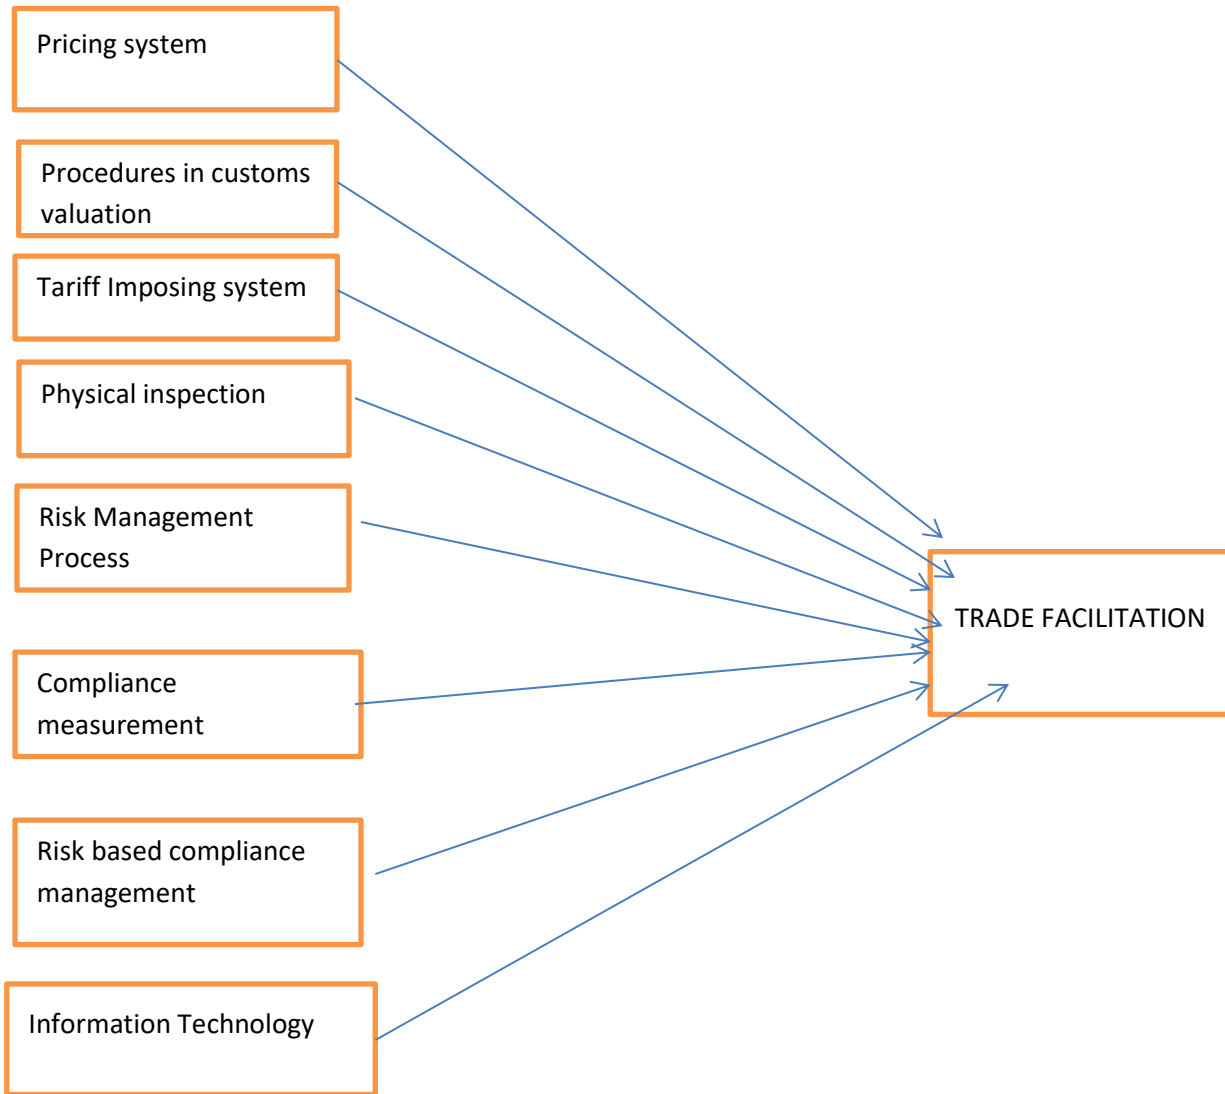 Pricing system
Procedures in customs
valuation
Tariff Imposing system
Physical inspection
Risk Management
Process
TRADE FACILITATION
Compliance
measurement
Risk based compliance
management
Information Technology